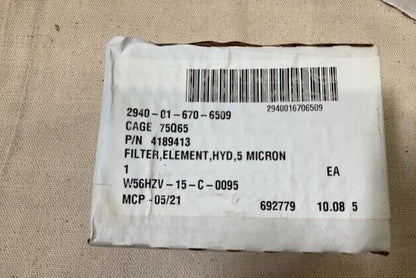 2940016706509
2940-01-670-6509
CAGE 75Q65
P/N 4189413
FILTER,ELEMENT,HYD,5 MICRON
1 EA
W56HZV-15-C-0095
MCP-05/21 692779 10.08 5